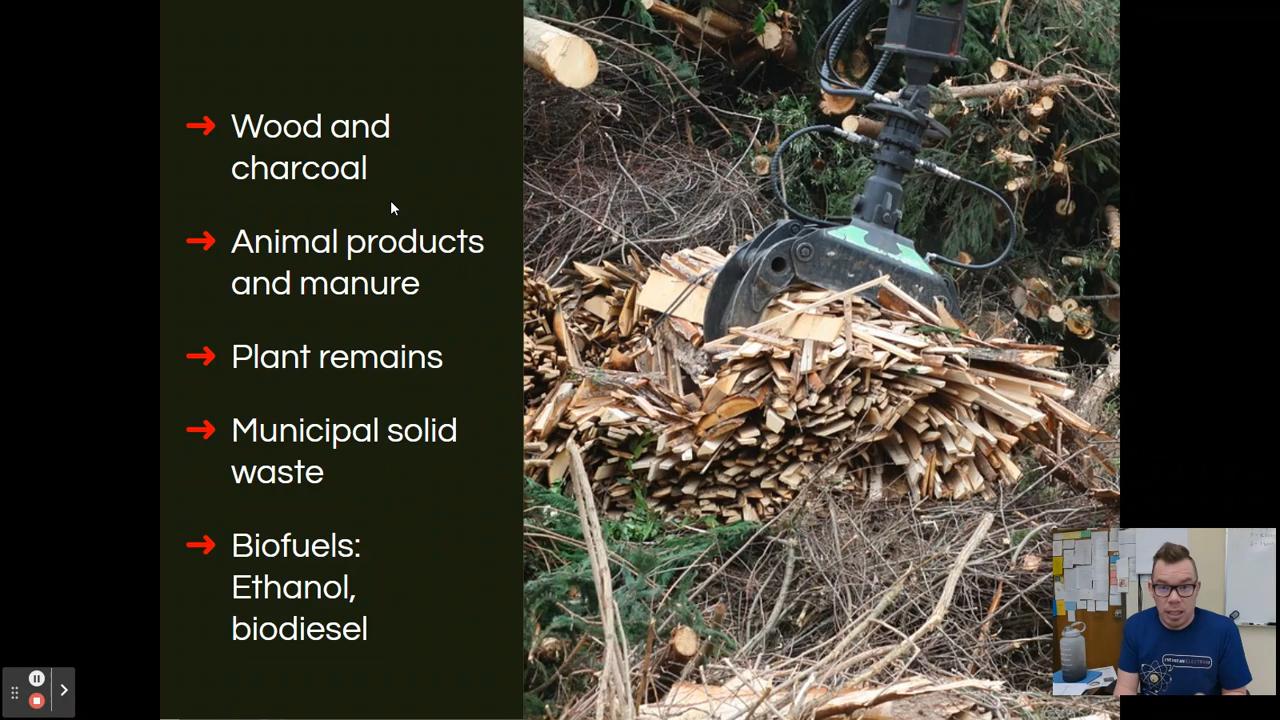 ➜ Wood and
charcoal
➜ Animal products
and manure
➜ Plant remains
➜ Municipal solid
waste
➜ Biofuels:
Ethanol,
biodiesel